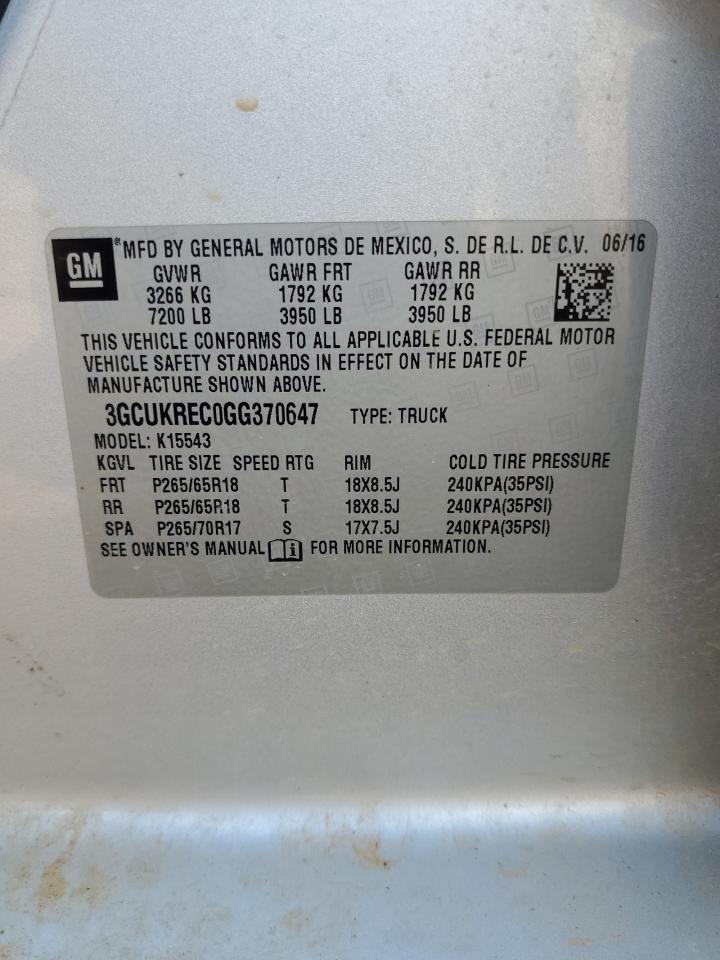 GM ® MFD BY GENERAL MOTORS DE MEXICO, S. DE R.L. DE C.V. 06/16
GVWR GAWR FRT GAWR RR
3266 KG 1792 KG 1792 KG
7200 LB 3950 LB 3950 LB
THIS VEHICLE CONFORMS TO ALL APPLICABLE U.S. FEDERAL MOTOR
VEHICLE SAFETY STANDARDS IN EFFECT ON THE DATE OF
MANUFACTURE SHOWN ABOVE.
3GCUKREC0GG370647 TYPE: TRUCK
MODEL: K15543
KGVL TIRE SIZE SPEED RTG RIM COLD TIRE PRESSURE
FRT P265/65R18 T 18X8.5J 240KPA(35PSI)
RR P265/65R18 T 18X8.5J 240KPA(35PSI)
SPA P265/70R17 S 17X7.5J 240KPA(35PSI)
SEE OWNER'S MANUAL FOR MORE INFORMATION.